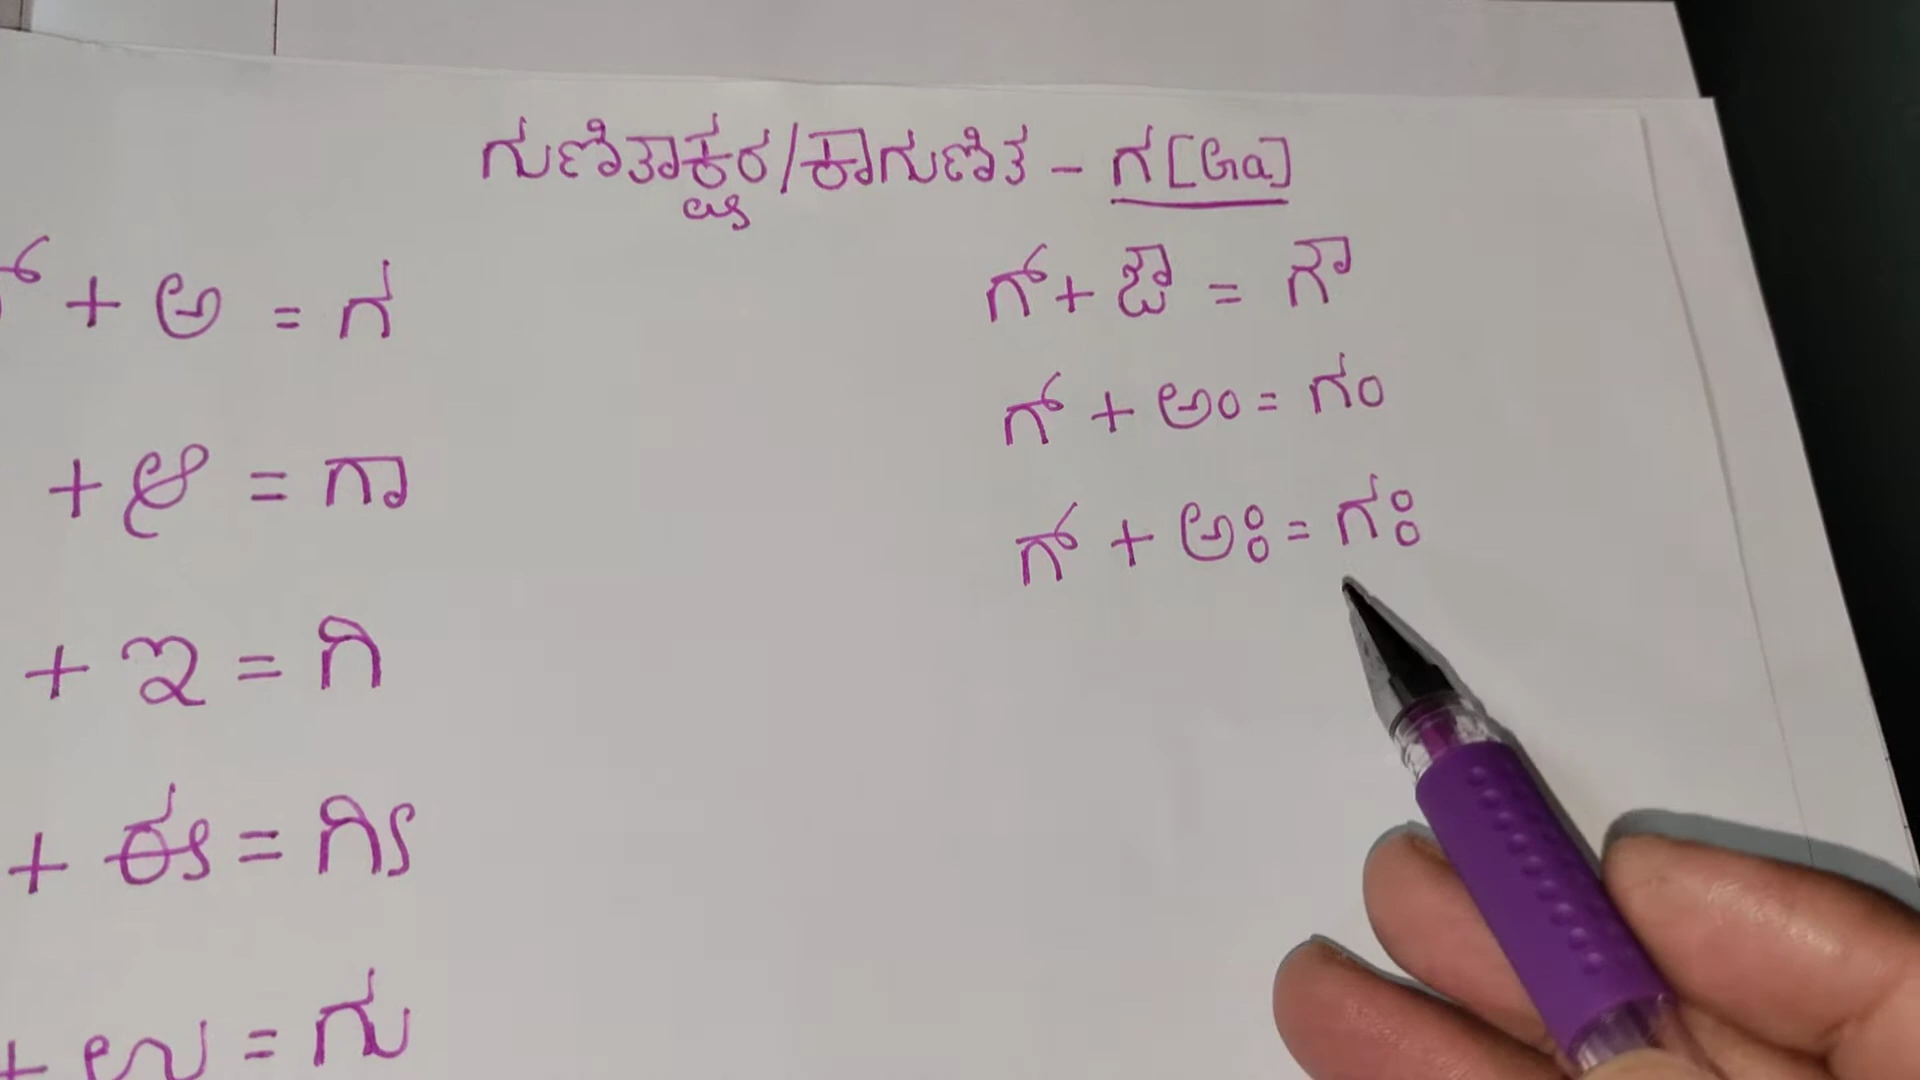 ಗುಣಿತಾಕ್ಷರ/ಕಾಗುಣಿತ - ಗ [Ga]
ಗ್ + ಅ = ಗ
+ ಆ = ಗಾ
+ ಇ = ಗಿ
+ ಈ = ಗೀ
+ ಉ = ಗು
ಗ್ + ಔ = ಗೌ
ಗ್ + ಅಂ = ಗಂ
ಗ್ + ಅಃ = ಗಃ